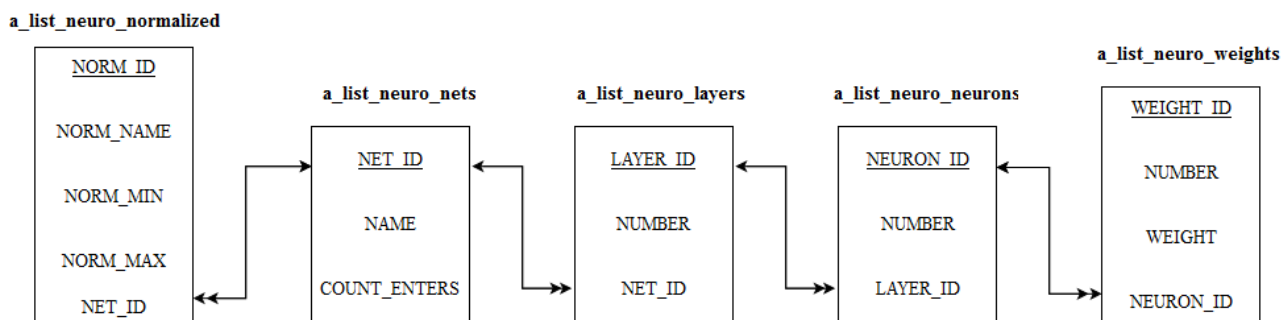 a_list_neuro_normalized
NORM_ID
NORM_NAME
NORM_MIN
NORM_MAX
NET_ID
a_list_neuro_nets
NET_ID
NAME
COUNT_ENTERS
a_list_neuro_layers
LAYER_ID
NUMBER
NET_ID
a_list_neuro_neurons
NEURON_ID
NUMBER
LAYER_ID
a_list_neuro_weights
WEIGHT_ID
NUMBER
WEIGHT
NEURON_ID